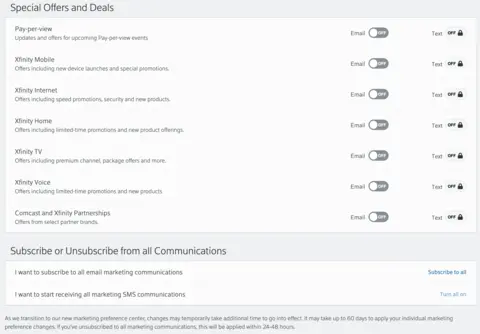 Special Offers and Deals
Pay-per-view
Updates and offers for upcoming Pay-per-view events
Email OFF Text OFF
Xfinity Mobile
Offers including new device launches and special promotions.
Email OFF Text OFF
Xfinity Internet
Offers including speed promotions, security and new products.
Email OFF Text OFF
Xfinity Home
Offers including limited-time promotions and new product offerings.
Email OFF Text OFF
Xfinity TV
Offers including premium channel, package offers and more.
Email OFF Text OFF
Xfinity Voice
Offers including limited-time promotions and new products
Email OFF Text OFF
Comcast and Xfinity Partnerships
Offers from select partner brands.
Email OFF Text OFF
Subscribe or Unsubscribe from all Communications
I want to subscribe to all email marketing communications Subscribe to all
I want to start receiving all marketing SMS communications Turn all on
As we transition to our new marketing preference center, changes may temporarily take additional time to go into effect. It may take up to 60 days to apply your individual marketing
preference changes. If you've unsubscribed to all marketing communications, this will be applied within 24-48 hours.